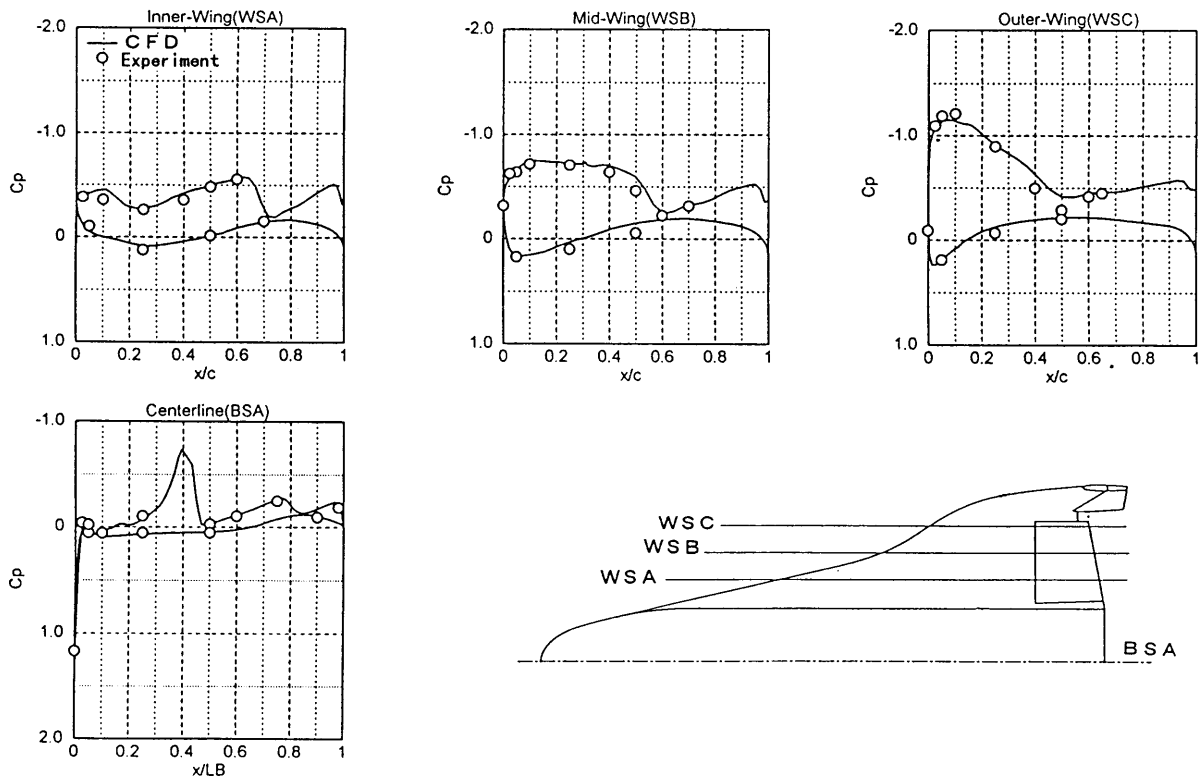 Inner-Wing(WSA)
-2.0
CFD
Experiment
-1.0
Cp
0
1.0
0 0.2 0.4 0.6 0.8 1
x/c
Mid-Wing(WSB)
-2.0
-1.0
Cp
0
1.0
0 0.2 0.4 0.6 0.8 1
x/c
Outer-Wing(WSC)
-2.0
-1.0
Cp
0
1.0
0 0.2 0.4 0.6 0.8 1
x/c
Centerline(BSA)
-1.0
0
Cp
1.0
2.0
0 0.2 0.4 0.6 0.8 1
x/LB
WSC
WSB
WSA
BSA